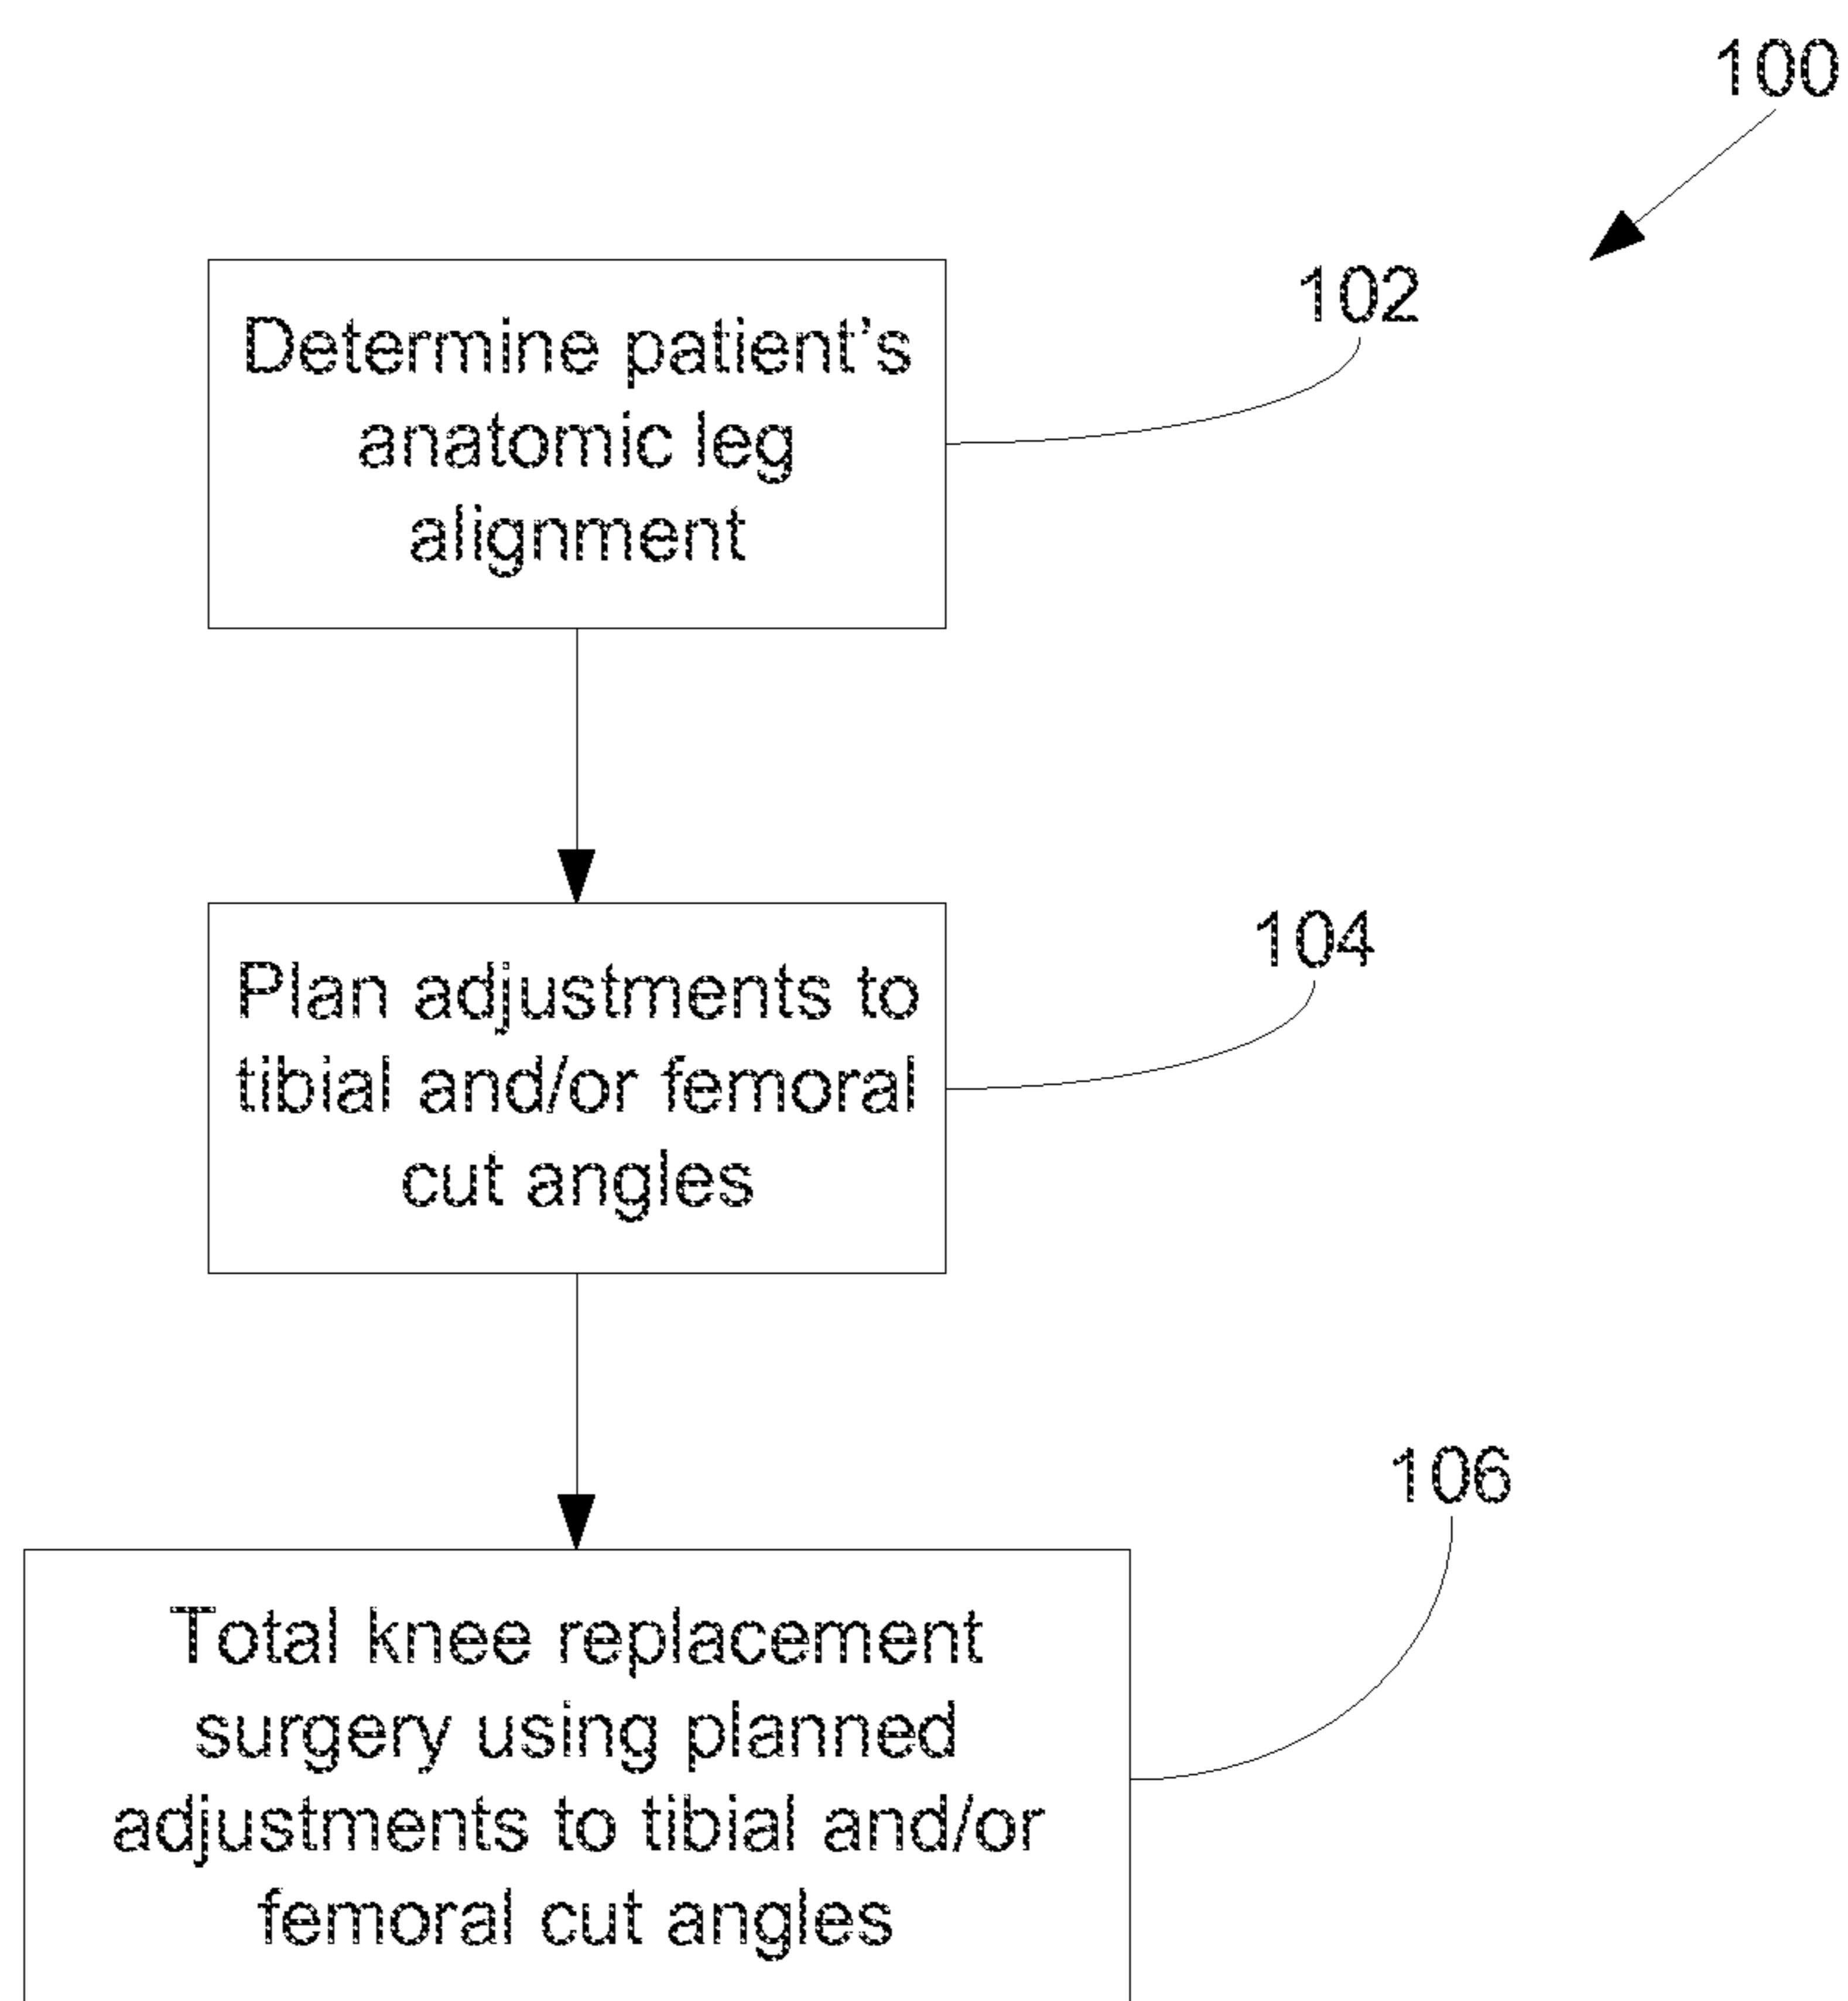 100
102
Determine patient's
anatomic leg
alignment
104
Plan adjustments to
tibial and/or femoral
cut angles
106
Total knee replacement
surgery using planned
adjustments to tibial and/or
femoral cut angles